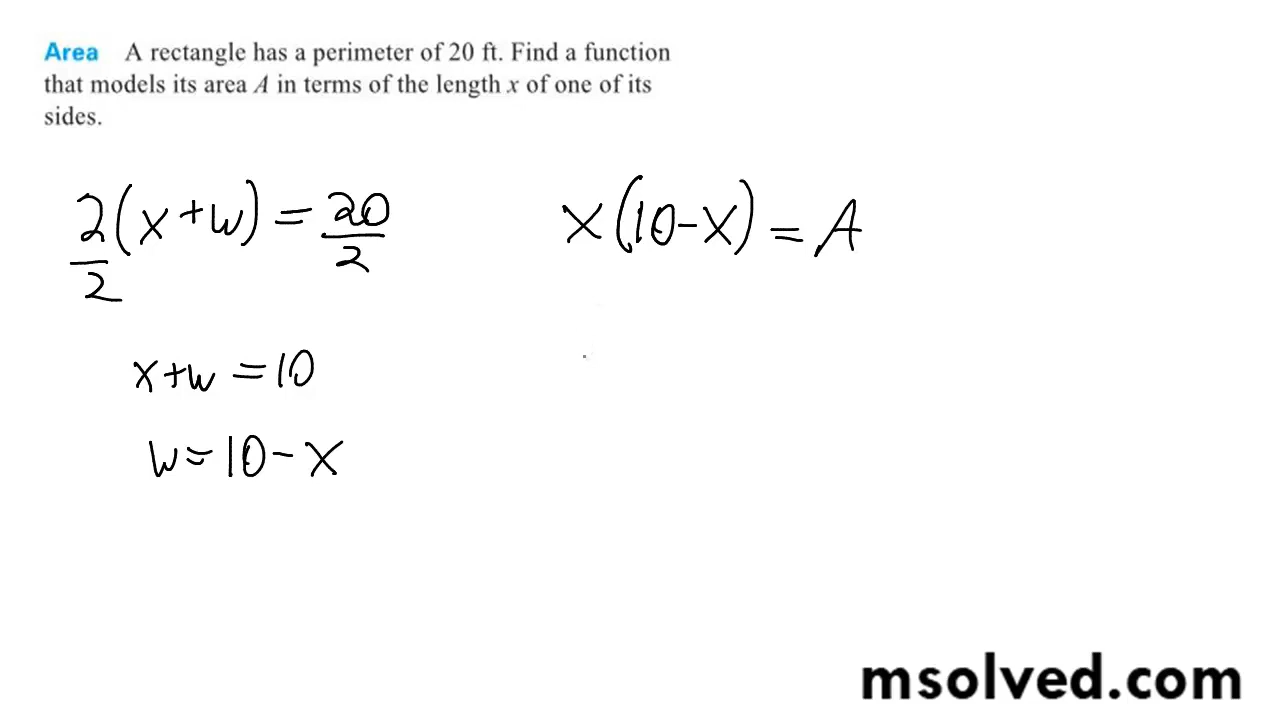 Area A rectangle has a perimeter of 20 ft. Find a function
that models its area A in terms of the length x of one of its
sides.
2/2 (x+w) = 20/2
x+w = 10
w = 10 - x
x(10-x) = A
msolved.com